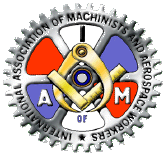 INTERNATIONAL ASSOCIATION OF MACHINISTS AND AEROSPACE WORKERS
A
OF
M